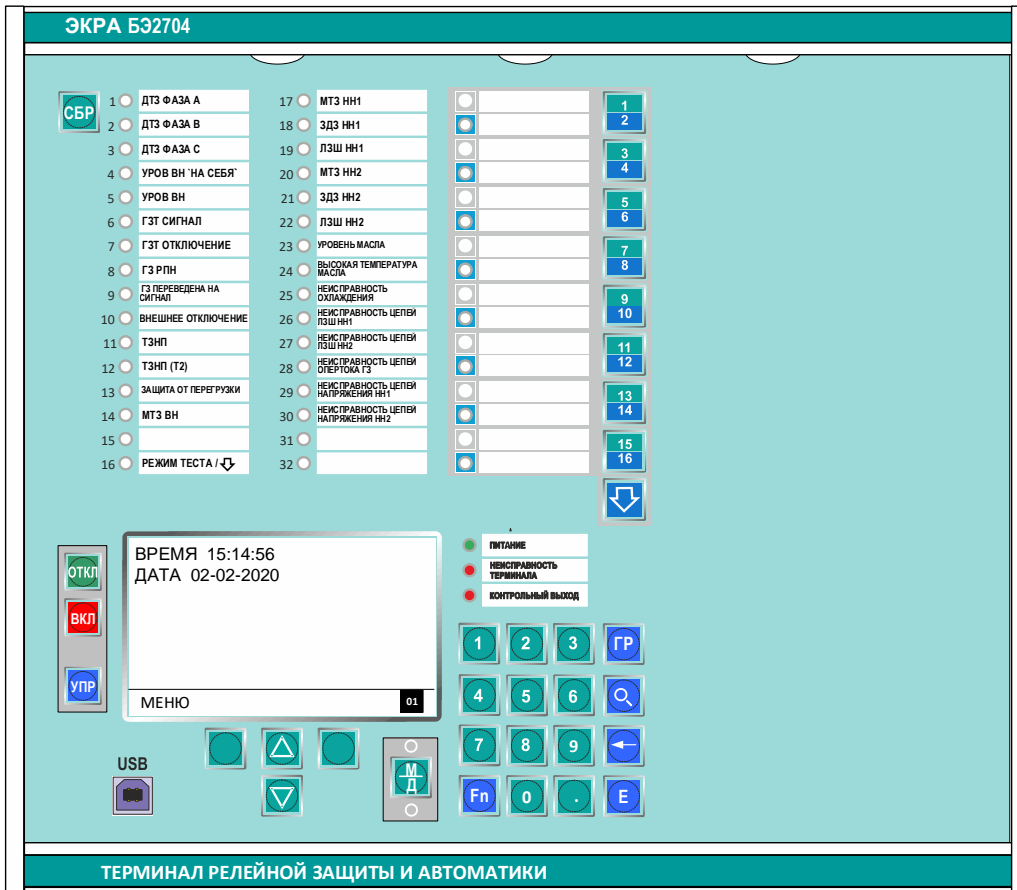 ЭКРА БЭ2704
СБР
1 ДТЗ ФАЗА А
2 ДТЗ ФАЗА В
3 ДТЗ ФАЗА С
4 УРОВ ВН `НА СЕБЯ`
5 УРОВ ВН
6 ГЗТ СИГНАЛ
7 ГЗТ ОТКЛЮЧЕНИЕ
8 ГЗ РПН
9 ГЗ ПЕРЕВЕДЕНА НА
СИГНАЛ
10 ВНЕШНЕЕ ОТКЛЮЧЕНИЕ
11 ТЗНП
12 ТЗНП (Т2)
13 ЗАЩИТА ОТ ПЕРЕГРУЗКИ
14 МТЗ ВН
15
16 РЕЖИМ ТЕСТА /
17 МТЗ НН1
18 ЗДЗ НН1
19 ЛЗШ НН1
20 МТЗ НН2
21 ЗДЗ НН2
22 ЛЗШ НН2
23 УРОВЕНЬ МАСЛА
24 ВЫСОКАЯ ТЕМПЕРАТУРА
МАСЛА
25 НЕИСПРАВНОСТЬ
ОХЛАЖДЕНИЯ
26 НЕИСПРАВНОСТЬ ЦЕПЕЙ
ЛЗШ НН1
27 НЕИСПРАВНОСТЬ ЦЕПЕЙ
ЛЗШ НН2
28 НЕИСПРАВНОСТЬ ЦЕПЕЙ
ОПЕРТОКА ГЗ
29 НЕИСПРАВНОСТЬ ЦЕПЕЙ
НАПРЯЖЕНИЯ НН1
30 НЕИСПРАВНОСТЬ ЦЕПЕЙ
НАПРЯЖЕНИЯ НН2
31
32
1
2
3
4
5
6
7
8
9
10
11
12
13
14
15
16
ОТКЛ
ВКЛ
УПР
ВРЕМЯ 15:14:56
ДАТА 02-02-2020
МЕНЮ 01
ПИТАНИЕ
НЕИСПРАВНОСТЬ
ТЕРМИНАЛА
КОНТРОЛЬНЫЙ ВЫХОД
1 2 3 ГР
4 5 6
7 8 9
Fn 0 . E
USB
М
Д
ТЕРМИНАЛ РЕЛЕЙНОЙ ЗАЩИТЫ И АВТОМАТИКИ